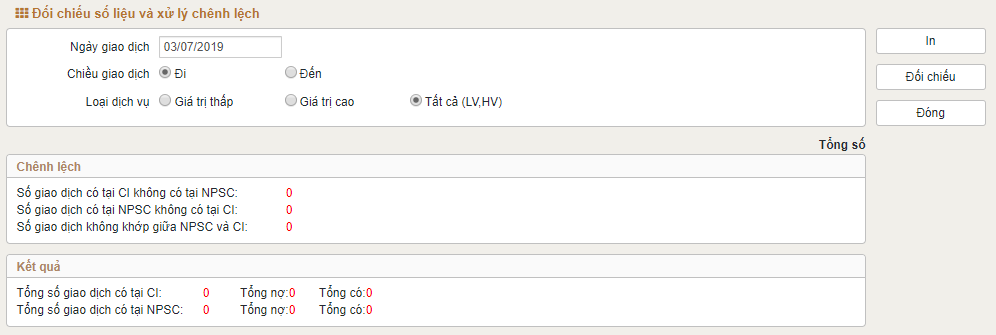 Đối chiếu số liệu và xử lý chênh lệch
Ngày giao dịch 03/07/2019
In
Chiều giao dịch Đi Đến
Đối chiếu
Loại dịch vụ Giá trị thấp Giá trị cao Tất cả (LV,HV)
Đóng
Tổng số
Chênh lệch
Số giao dịch có tại CI không có tại NPSC: 0
Số giao dịch có tại NPSC không có tại CI: 0
Số giao dịch không khớp giữa NPSC và CI: 0
Kết quả
Tổng số giao dịch có tại CI: 0 Tổng nợ:0 Tổng có:0
Tổng số giao dịch có tại NPSC: 0 Tổng nợ:0 Tổng có:0